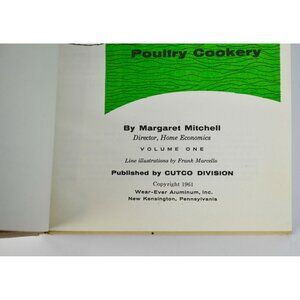 Poultry Cookery
By Margaret Mitchell
Director, Home Economics
VOLUME ONE
Line illustrations by Frank Marcello
Published by CUTCO DIVISION
Copyright 1961
Wear-Ever Aluminum, Inc.
New Kensington, Pennsylvania